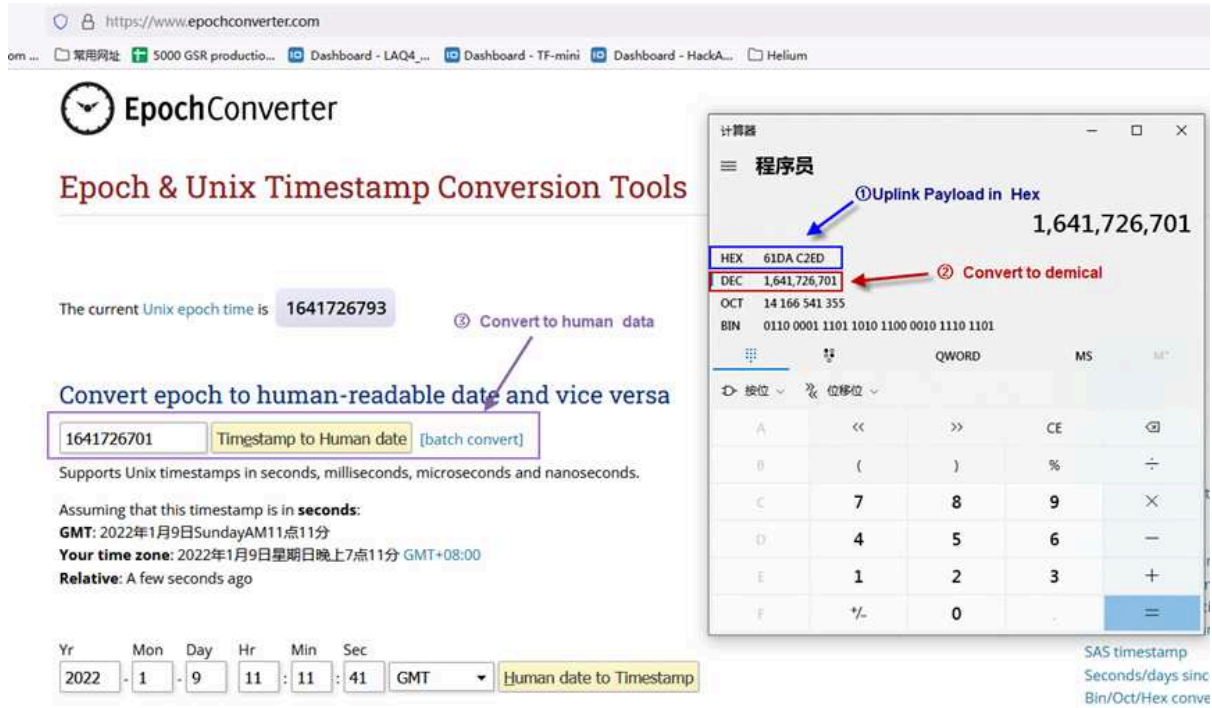 https://www.epochconverter.com
om ... 常用网址 5000 GSR productio... Dashboard - LAQ4_... Dashboard - TF-mini Dashboard - HackA... Helium
EpochConverter
Epoch & Unix Timestamp Conversion Tools
The current Unix epoch time is 1641726793
③ Convert to human data
Convert epoch to human-readable date and vice versa
1641726701 Timestamp to Human date [batch convert]
Supports Unix timestamps in seconds, milliseconds, microseconds and nanoseconds.
Assuming that this timestamp is in seconds:
GMT: 2022年1月9日SundayAM11点11分
Your time zone: 2022年1月9日星期日晚上7点11分 GMT+08:00
Relative: A few seconds ago
Yr Mon Day Hr Min Sec
2022 - 1 - 9 11 : 11 : 41 GMT Human date to Timestamp
计算器
程序员
①Uplink Payload in Hex
1,641,726,701
HEX 61DA C2ED
DEC 1,641,726,701
② Convert to demical
OCT 14 166 541 355
BIN 0110 0001 1101 1010 1100 0010 1110 1101
QWORD MS M˅
按位 位移位
A << >> CE
B ( ) % ÷
C 7 8 9 ×
D 4 5 6 −
E 1 2 3 +
F +/− 0 . =
SAS timestamp
Seconds/days sinc
Bin/Oct/Hex conve